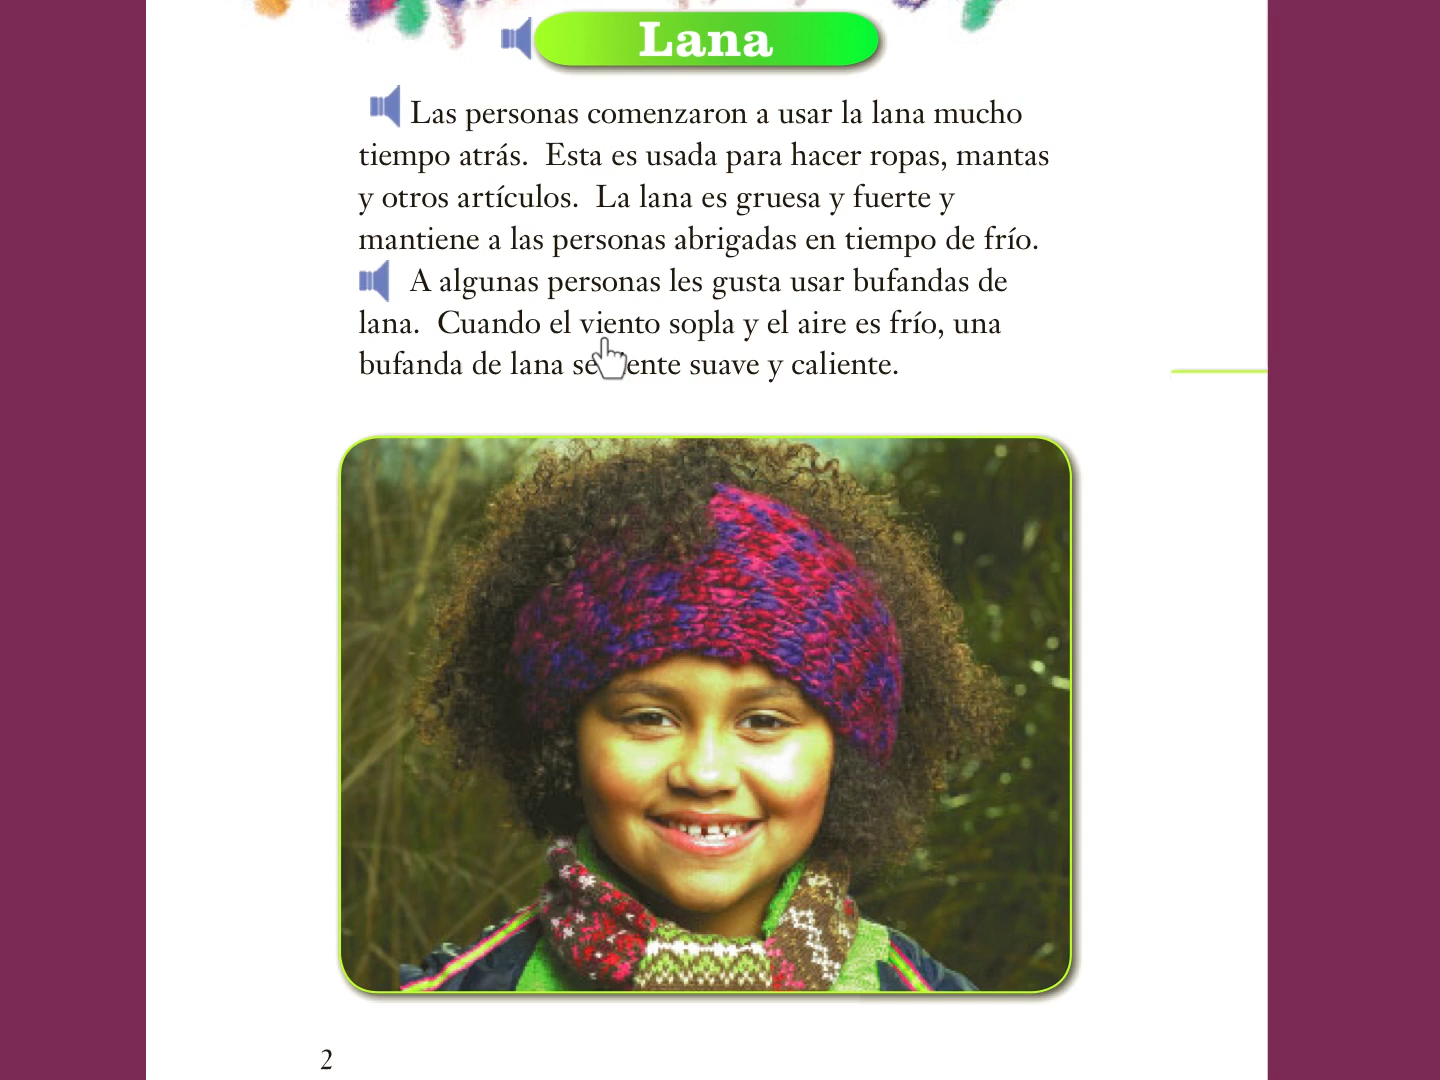 Lana
Las personas comenzaron a usar la lana mucho
tiempo atrás. Esta es usada para hacer ropas, mantas
y otros artículos. La lana es gruesa y fuerte y
mantiene a las personas abrigadas en tiempo de frío.
A algunas personas les gusta usar bufandas de
lana. Cuando el viento sopla y el aire es frío, una
bufanda de lana se suave y caliente.
2